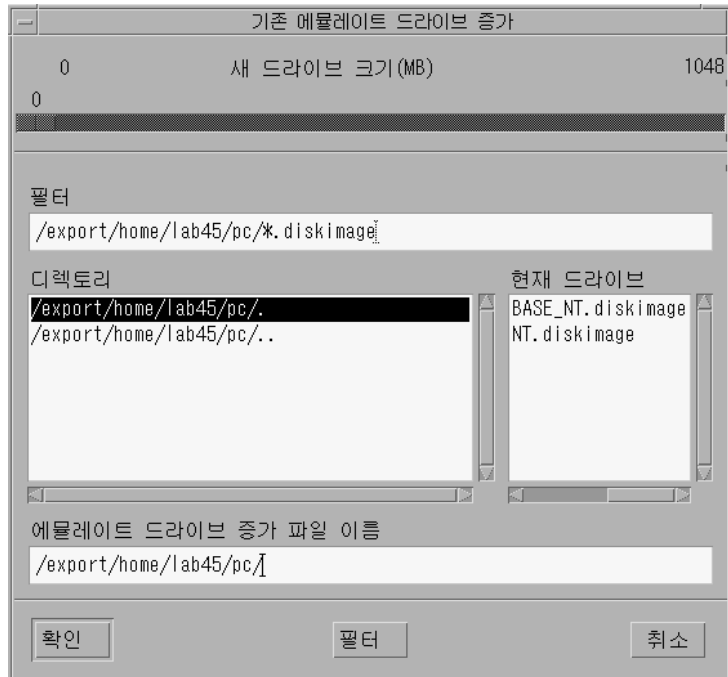 기존 에뮬레이트 드라이브 증가
0 새 드라이브 크기(MB) 1048
0
필터
/export/home/lab45/pc/*.diskimage
디렉토리 현재 드라이브
/export/home/lab45/pc/. BASE_NT.diskimage
/export/home/lab45/pc/.. NT.diskimage
에뮬레이트 드라이브 증가 파일 이름
/export/home/lab45/pc/
확인 필터 취소